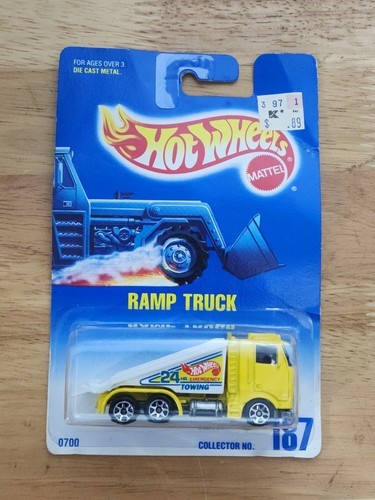 FOR AGES OVER 3
DIE CAST METAL.
3 97 1
K
$ .89
HOT WHEELS
MATTEL
RAMP TRUCK
24 HR. EMERGENCY
Hot Wheels
TOWING
0700
COLLECTOR NO. 187